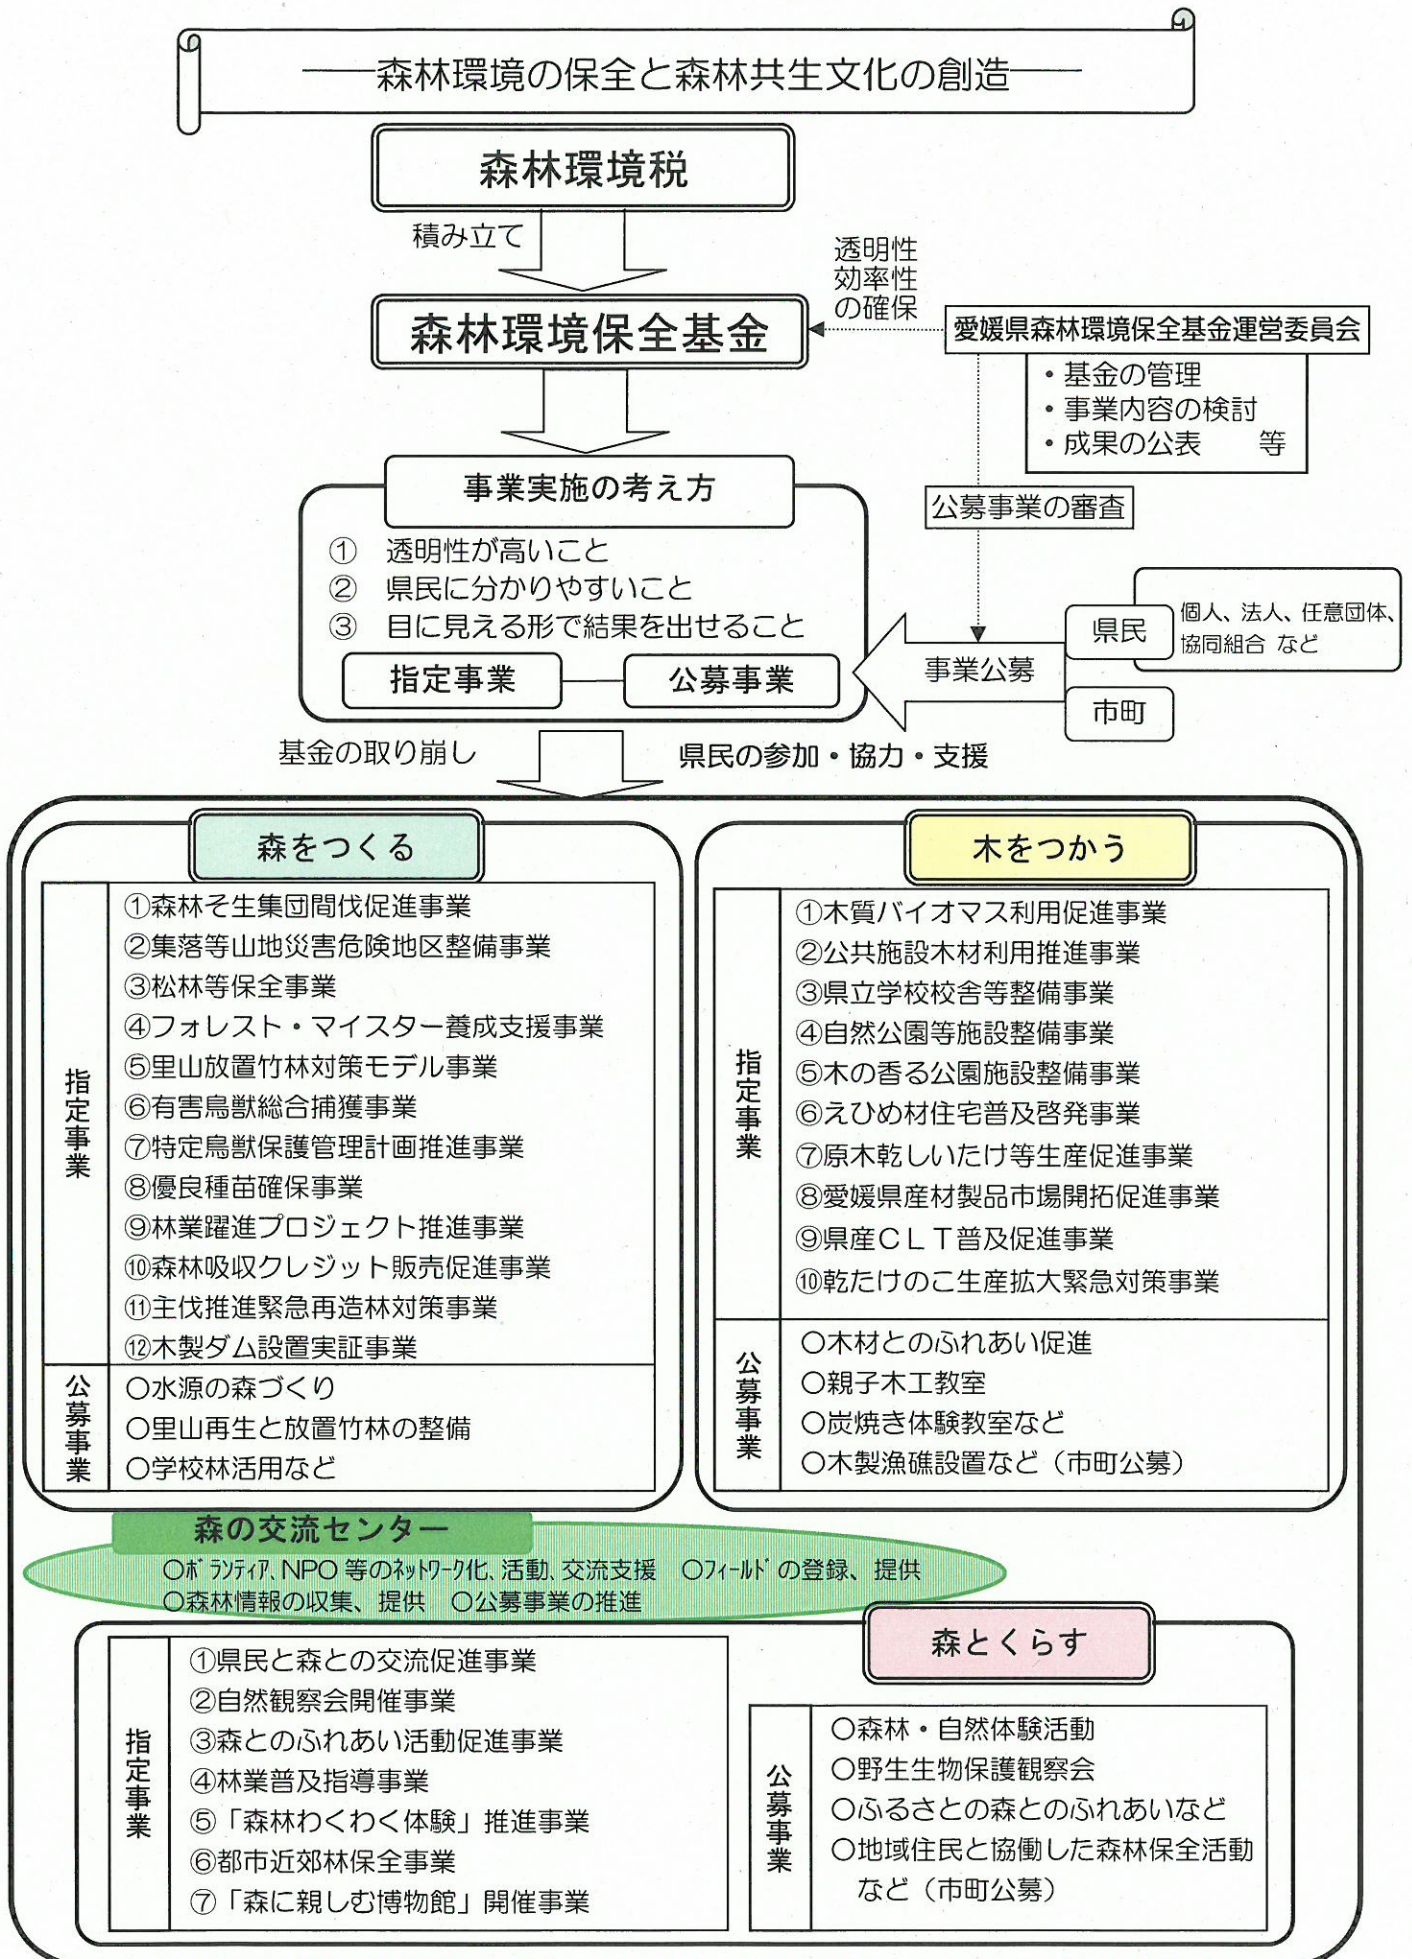 ――森林環境の保全と森林共生文化の創造――
森林環境税
積み立て
透明性
効率性
の確保
森林環境保全基金
愛媛県森林環境保全基金運営委員会
・基金の管理
・事業内容の検討
・成果の公表　　等
事業実施の考え方
公募事業の審査
①　透明性が高いこと
②　県民に分かりやすいこと
③　目に見える形で結果を出せること
指定事業
公募事業
事業公募
県民
個人、法人、任意団体、
協同組合 など
市町
基金の取り崩し
県民の参加・協力・支援
森をつくる
指定事業
①森林そ生集団間伐促進事業
②集落等山地災害危険地区整備事業
③松林等保全事業
④フォレスト・マイスター養成支援事業
⑤里山放置竹林対策モデル事業
⑥有害鳥獣総合捕獲事業
⑦特定鳥獣保護管理計画推進事業
⑧優良種苗確保事業
⑨林業躍進プロジェクト推進事業
⑩森林吸収クレジット販売促進事業
⑪主伐推進緊急再造林対策事業
⑫木製ダム設置実証事業
公募事業
○水源の森づくり
○里山再生と放置竹林の整備
○学校林活用など
木をつかう
指定事業
①木質バイオマス利用促進事業
②公共施設木材利用推進事業
③県立学校校舎等整備事業
④自然公園等施設整備事業
⑤木の香る公園施設整備事業
⑥えひめ材住宅普及啓発事業
⑦原木乾しいたけ等生産促進事業
⑧愛媛県産材製品市場開拓促進事業
⑨県産ＣＬＴ普及促進事業
⑩乾たけのこ生産拡大緊急対策事業
公募事業
○木材とのふれあい促進
○親子木工教室
○炭焼き体験教室など
○木製漁礁設置など（市町公募）
森の交流センター
○ﾎﾞﾗﾝﾃｨｱ、NPO 等のﾈｯﾄﾜｰｸ化、活動、交流支援　○ﾌｨｰﾙﾄﾞの登録、提供
○森林情報の収集、提供　○公募事業の推進
森とくらす
指定事業
①県民と森との交流促進事業
②自然観察会開催事業
③森とのふれあい活動促進事業
④林業普及指導事業
⑤「森林わくわく体験」推進事業
⑥都市近郊林保全事業
⑦「森に親しむ博物館」開催事業
公募事業
○森林・自然体験活動
○野生生物保護観察会
○ふるさとの森とのふれあいなど
○地域住民と協働した森林保全活動
など（市町公募）